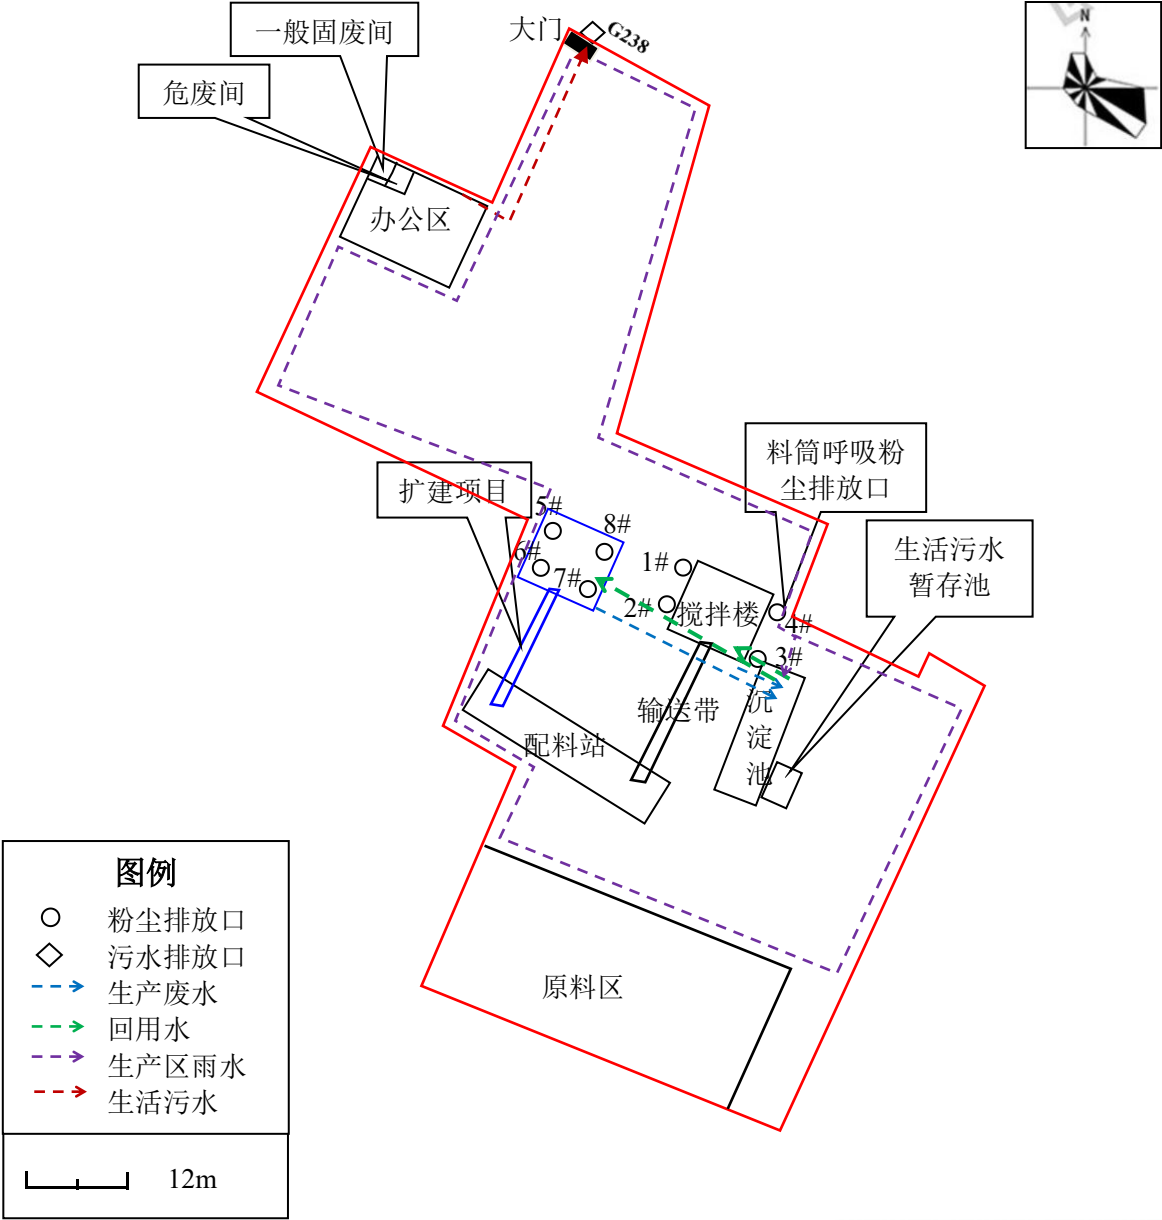 一般固废间
大门
G238
N
危废间
办公区
料筒呼吸粉
尘排放口
扩建项目
5#
8#
生活污水
暂存池
6#
1#
7#
2#
搅拌楼
4#
3#
沉
淀
池
输送带
配料站
图例
粉尘排放口
污水排放口
生产废水
回用水
生产区雨水
生活污水
原料区
12m